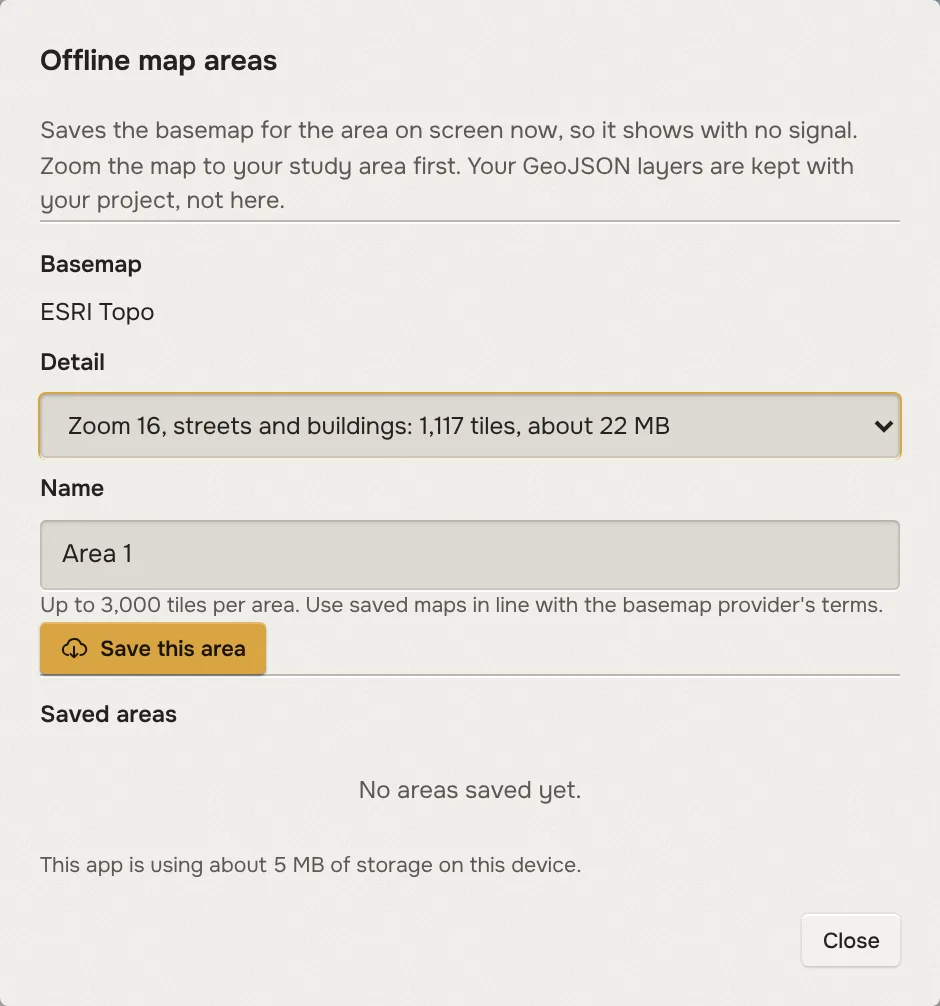 Offline map areas
Saves the basemap for the area on screen now, so it shows with no signal.
Zoom the map to your study area first. Your GeoJSON layers are kept with
your project, not here.
Basemap
ESRI Topo
Detail
Zoom 16, streets and buildings: 1,117 tiles, about 22 MB
Name
Area 1
Up to 3,000 tiles per area. Use saved maps in line with the basemap provider's terms.
Save this area
Saved areas
No areas saved yet.
This app is using about 5 MB of storage on this device.
Close